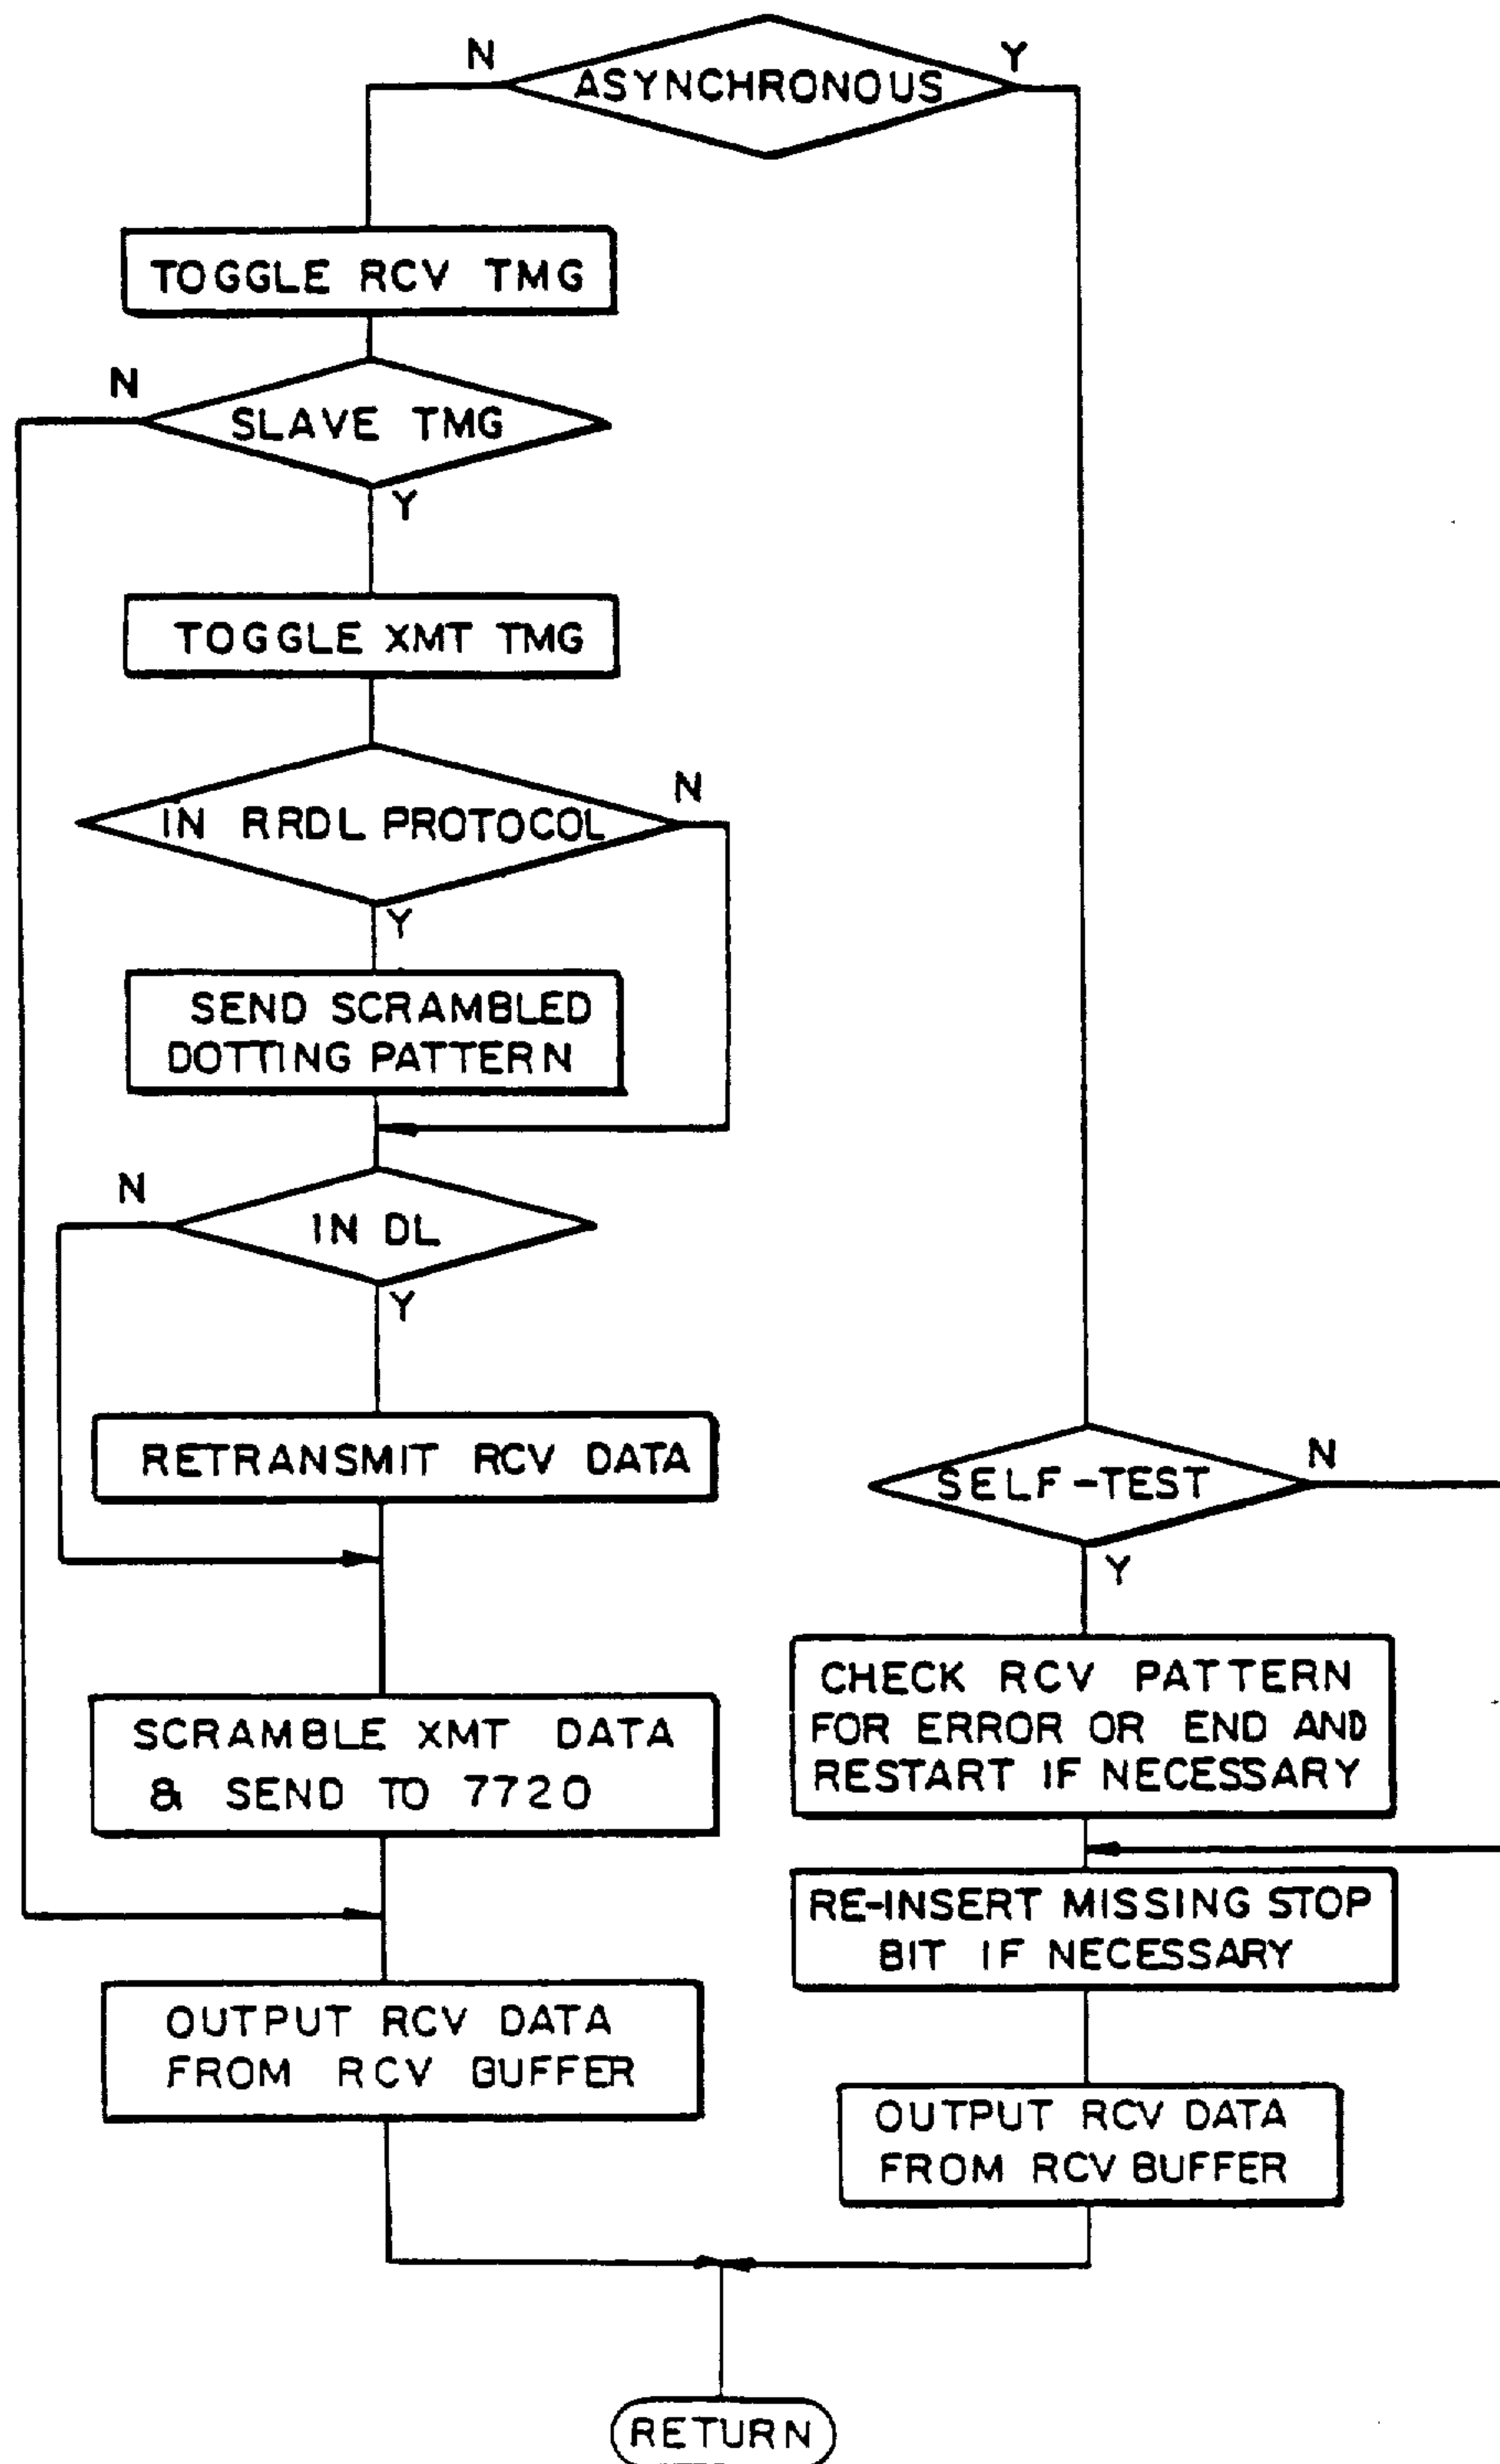 N
ASYNCHRONOUS
Y
TOGGLE RCV TMG
N
SLAVE TMG
Y
TOGGLE XMT TMG
IN RRDL PROTOCOL
N
Y
SEND SCRAMBLED
DOTTING PATTERN
N
IN DL
Y
RETRANSMIT RCV DATA
SCRAMBLE XMT DATA
& SEND TO 7720
OUTPUT RCV DATA
FROM RCV BUFFER
SELF-TEST
N
Y
CHECK RCV PATTERN
FOR ERROR OR END AND
RESTART IF NECESSARY
RE-INSERT MISSING STOP
BIT IF NECESSARY
OUTPUT RCV DATA
FROM RCV BUFFER
RETURN